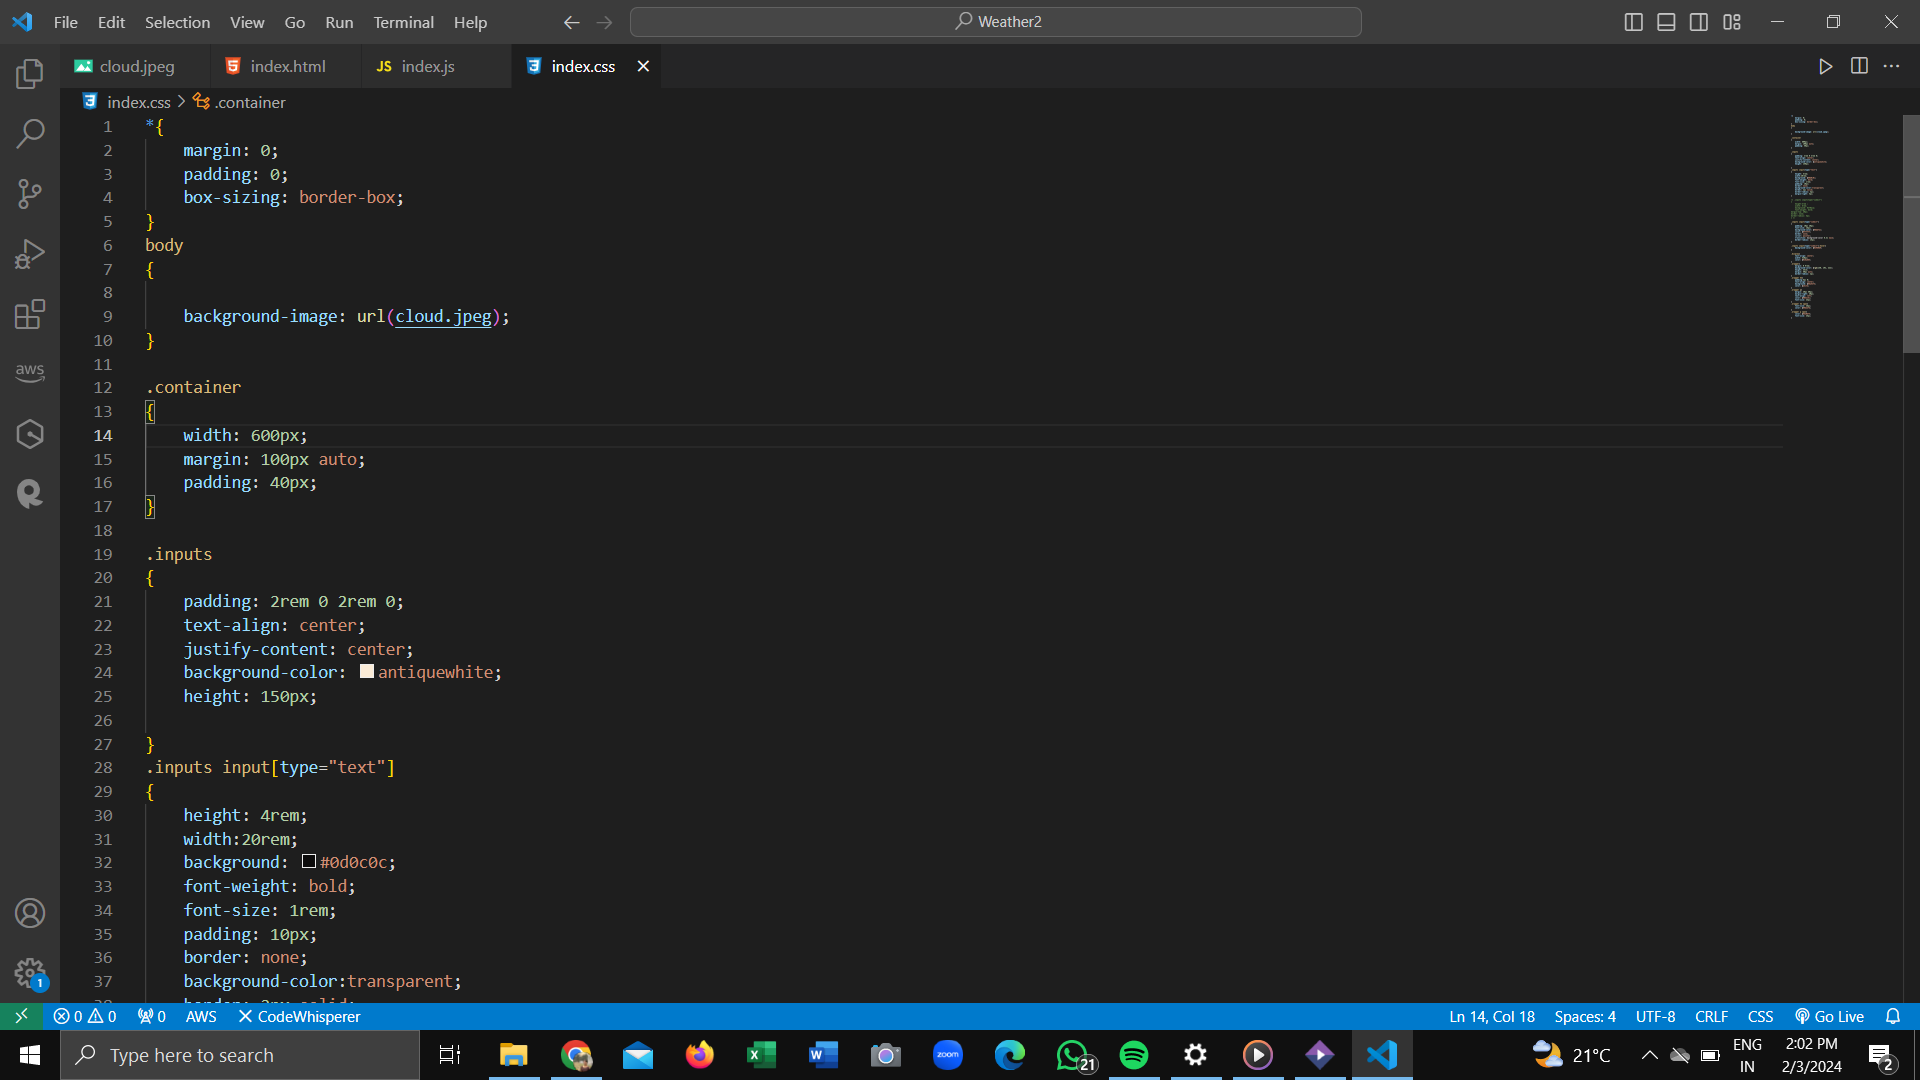 File Edit Selection View Go Run Terminal Help
Weather2
cloud.jpeg
index.html
JS index.js
index.css
index.css > .container
1 *{
2 margin: 0;
3 padding: 0;
4 box-sizing: border-box;
5 }
6 body
7 {
8
9 background-image: url(cloud.jpeg);
10 }
11
12 .container
13 {
14 width: 600px;
15 margin: 100px auto;
16 padding: 40px;
17 }
18
19 .inputs
20 {
21 padding: 2rem 0 2rem 0;
22 text-align: center;
23 justify-content: center;
24 background-color: antiquewhite;
25 height: 150px;
26
27 }
28 .inputs input[type="text"]
29 {
30 height: 4rem;
31 width:20rem;
32 background: #0d0c0c;
33 font-weight: bold;
34 font-size: 1rem;
35 padding: 10px;
36 border: none;
37 background-color:transparent;
38 border: 2px solid;
aws
1
0 0 0 AWS CodeWhisperer
Ln 14, Col 18 Spaces: 4 UTF-8 CRLF CSS Go Live
Type here to search
zoom
21
21°C
ENG
IN
2:02 PM
2/3/2024
2